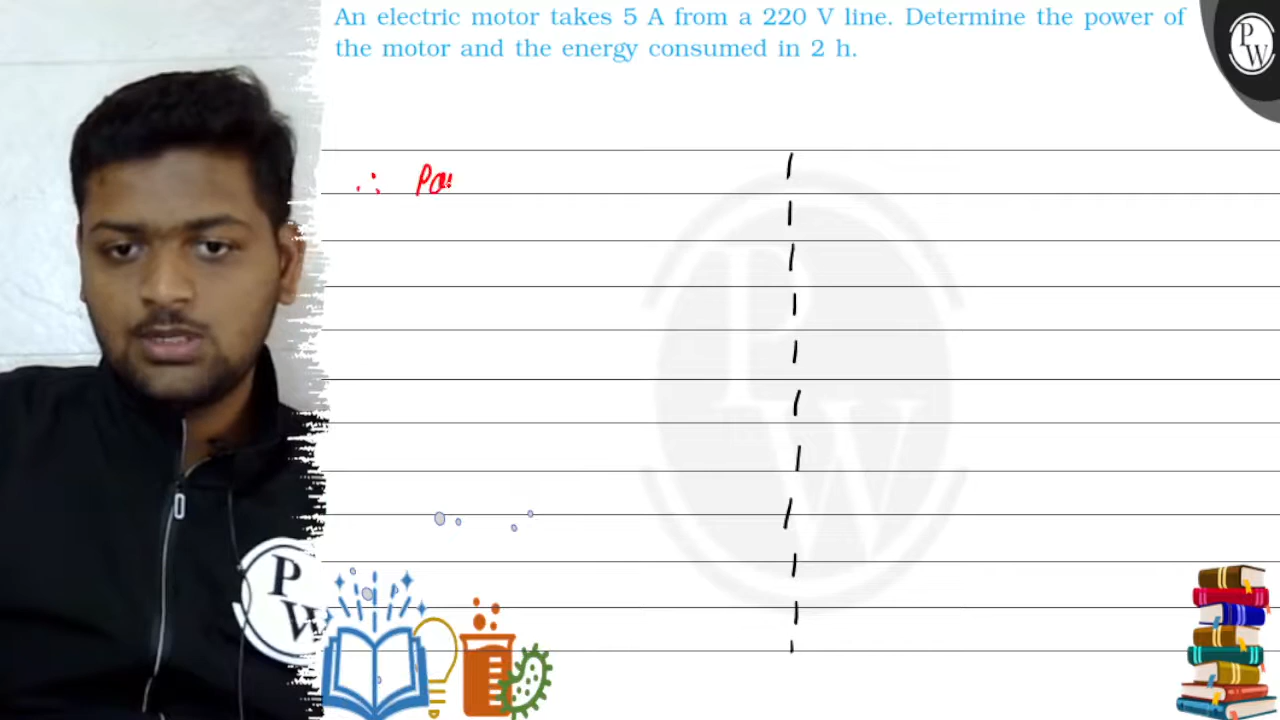 An electric motor takes 5 A from a 220 V line. Determine the power of
the motor and the energy consumed in 2 h.
P
W
∴
P
W
P
W